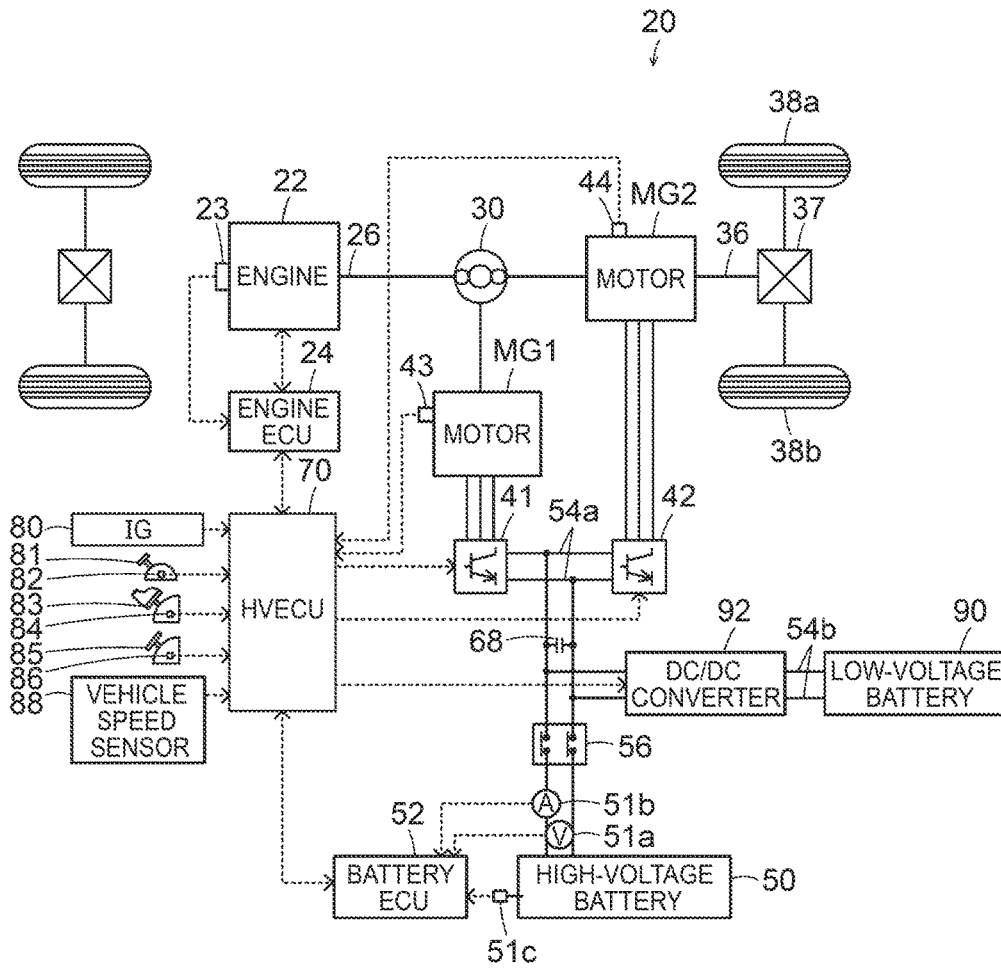 20
38a
22
44
MG2
23
26
30
36
37
ENGINE
MOTOR
24
MG1
43
ENGINE
ECU
MOTOR
38b
70
80
IG
41
54a
42
81
82
83
HVECU
84
85
68
92
54b
90
86
88
VEHICLE
SPEED
SENSOR
DC/DC
CONVERTER
LOW-VOLTAGE
BATTERY
56
A
51b
52
V
51a
BATTERY
ECU
HIGH-VOLTAGE
BATTERY
50
51c